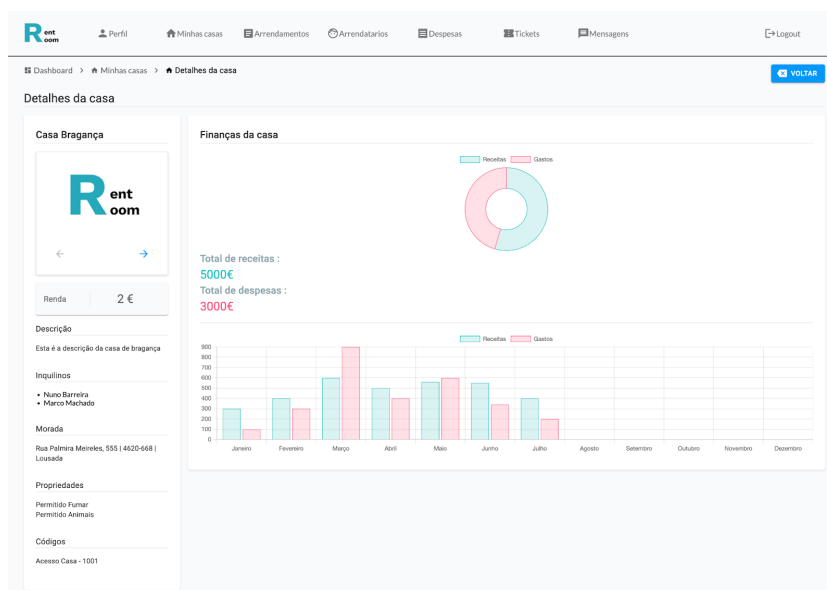 Rent
Room
Perfil
Minhas casas
Arrendamentos
Arrendatarios
Despesas
Tickets
Mensagens
Logout
Dashboard > Minhas casas > Detalhes da casa
VOLTAR
Detalhes da casa
Casa Bragança
Rent
Room
Renda 2 €
Descrição
Esta é a descrição da casa de bragança
Inquilinos
• Nuno Barreira
• Marco Machado
Morada
Rua Palmira Meireles, 555 | 4620-668 |
Lousada
Propriedades
Permitido Fumar
Permitido Animais
Códigos
Acesso Casa - 1001
Finanças da casa
Receitas Gastos
Total de receitas :
5000€
Total de despesas :
3000€
Receitas Gastos
900
800
700
600
500
400
300
200
100
0
Janeiro Fevereiro Março Abril Maio Junho Julho Agosto Setembro Outubro Novembro Dezembro